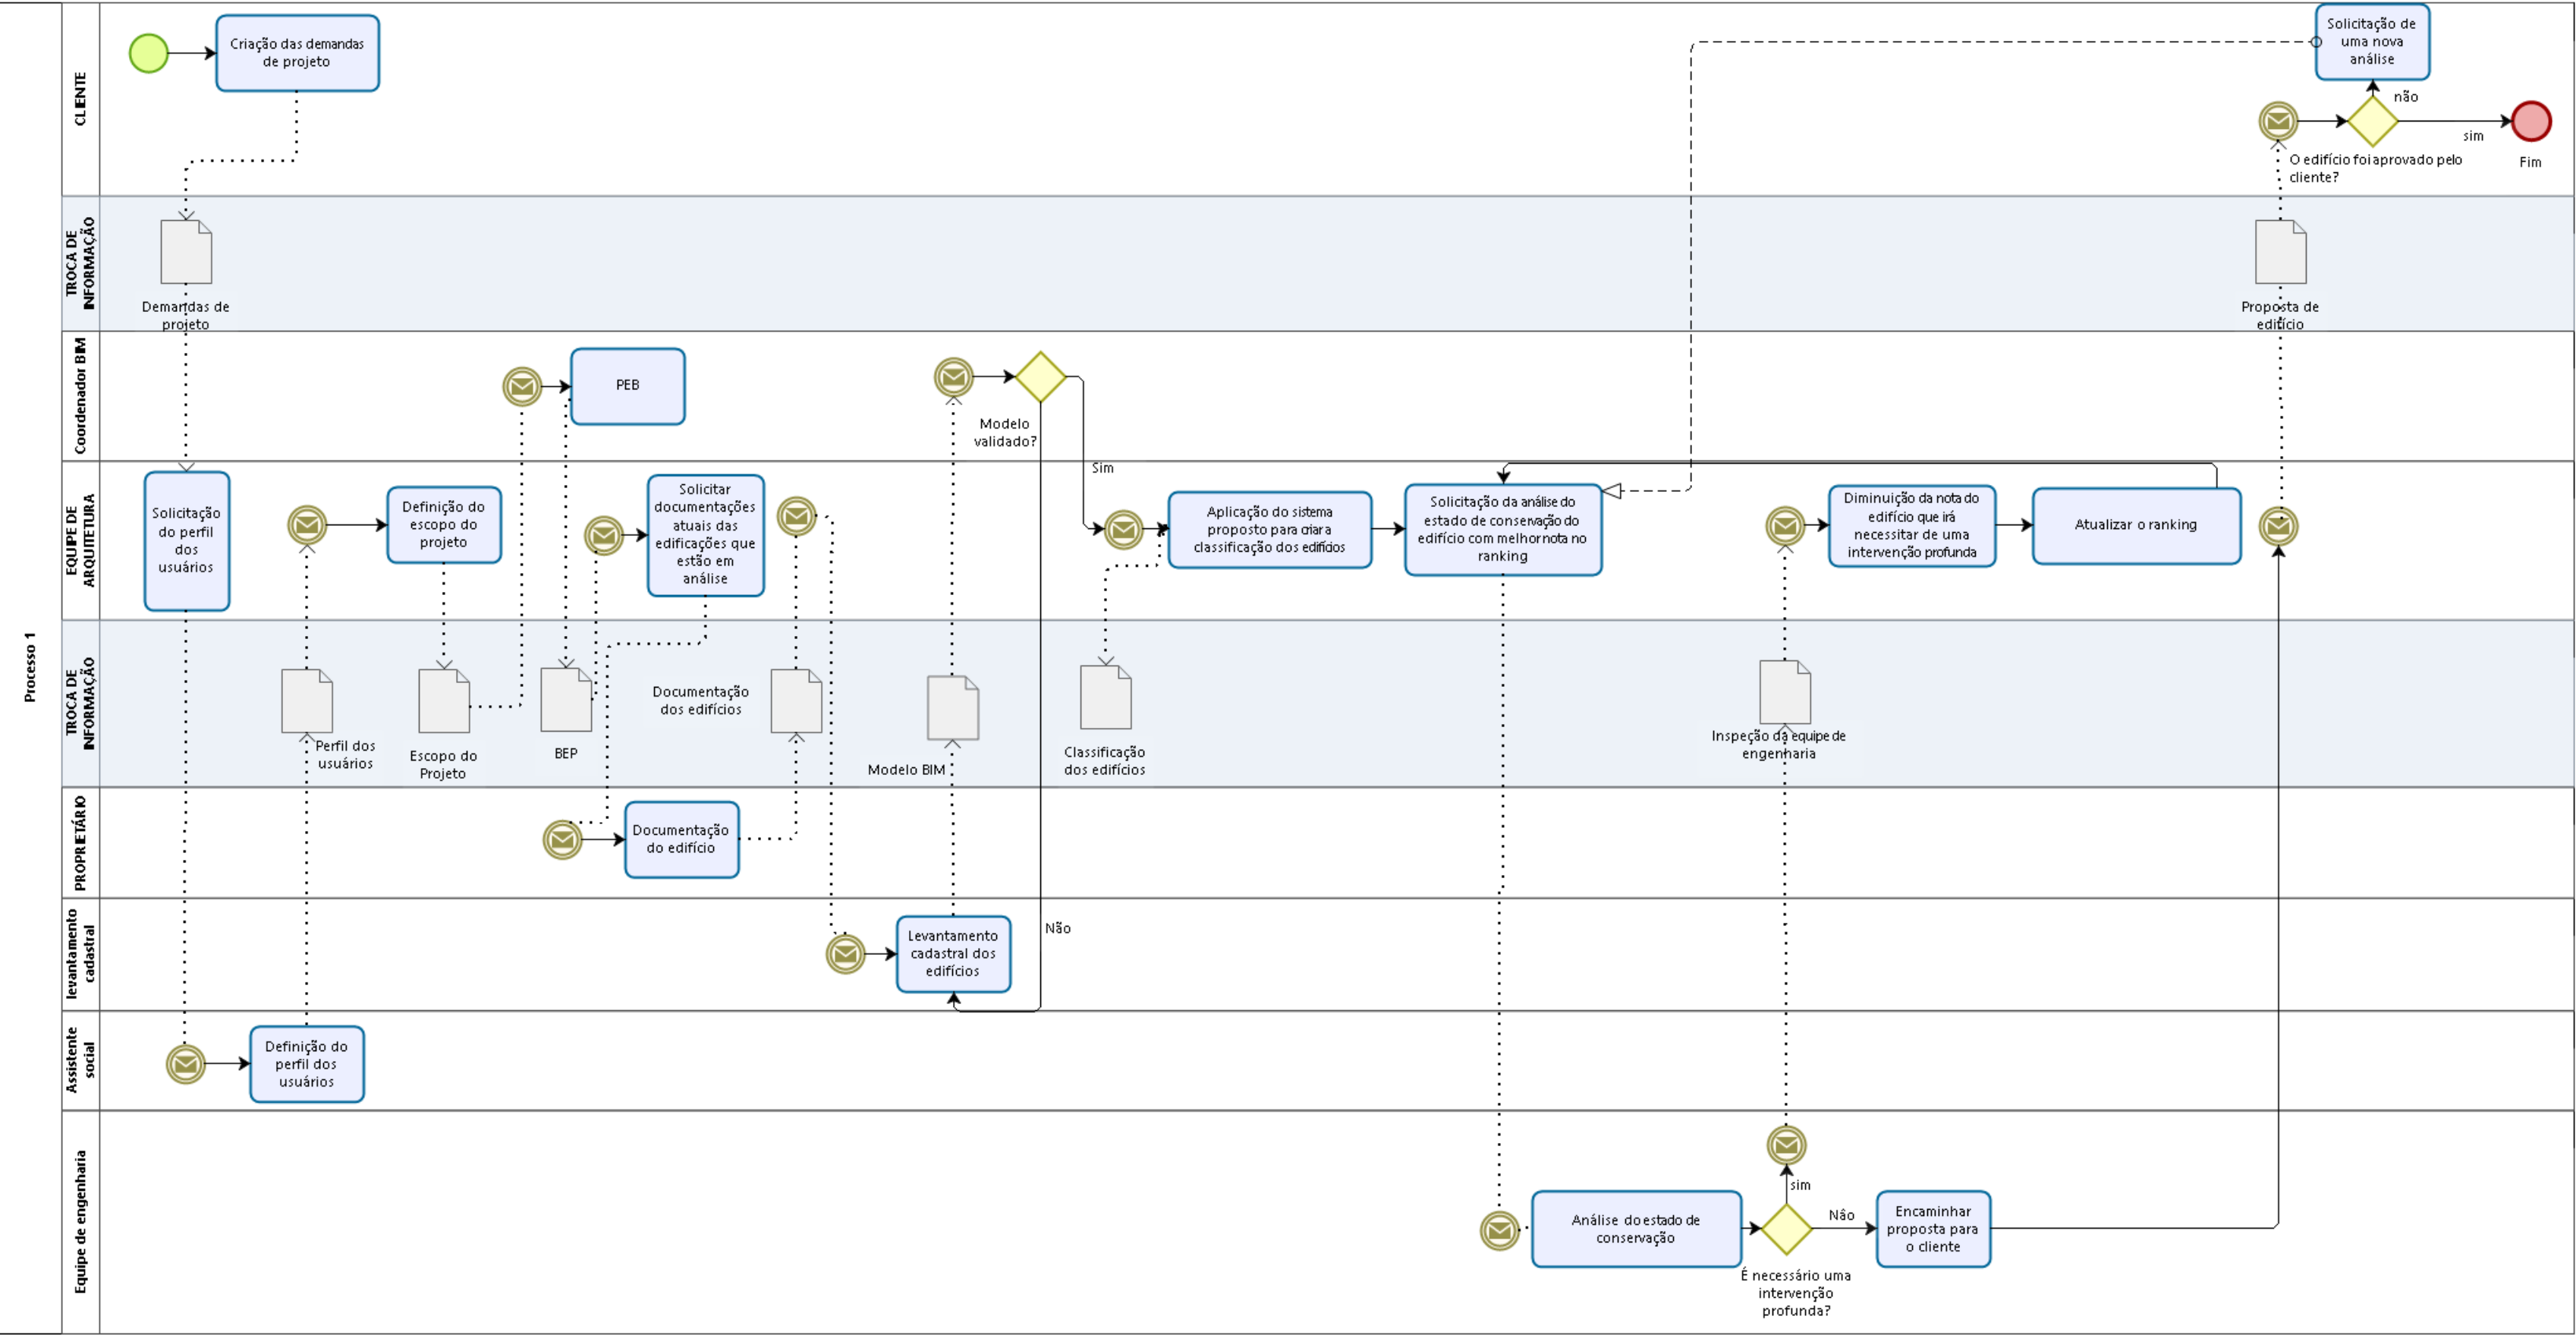 Processo 1
CLIENTE
Criação das demandas
de projeto
Solicitação de
uma nova
análise
não
sim
O edifício foi aprovado pelo
cliente?
Fim
TROCA DE
INFORMAÇÃO
Demandas de
projeto
Proposta de
edifício
Coordenador BIM
PEB
Modelo
validado?
Sim
EQUIPE DE
ARQUITETURA
Solicitação
do perfil
dos
usuários
Definição do
escopo do
projeto
Solicitar
documentações
atuais das
edificações que
estão em
análise
Aplicação do sistema
proposto para criar a
classificação dos edifícios
Solicitação da análise do
estado de conservação do
edifício com melhor nota no
ranking
Diminuição da nota do
edifício que irá
necessitar de uma
intervenção profunda
Atualizar o ranking
TROCA DE
INFORMAÇÃO
Perfil dos
usuários
Escopo do
Projeto
BEP
Documentação
dos edifícios
Modelo BIM
Classificação
dos edifícios
Inspeção da equipe de
engenharia
PROPRIETÁRIO
Documentação
do edifício
levantamento
cadastral
Levantamento
cadastral dos
edifícios
Não
Assistente
social
Definição do
perfil dos
usuários
Equipe de engenharia
Análise do estado de
conservação
sim
Nâo
Encaminhar
proposta para
o cliente
É necessário uma
intervenção
profunda?